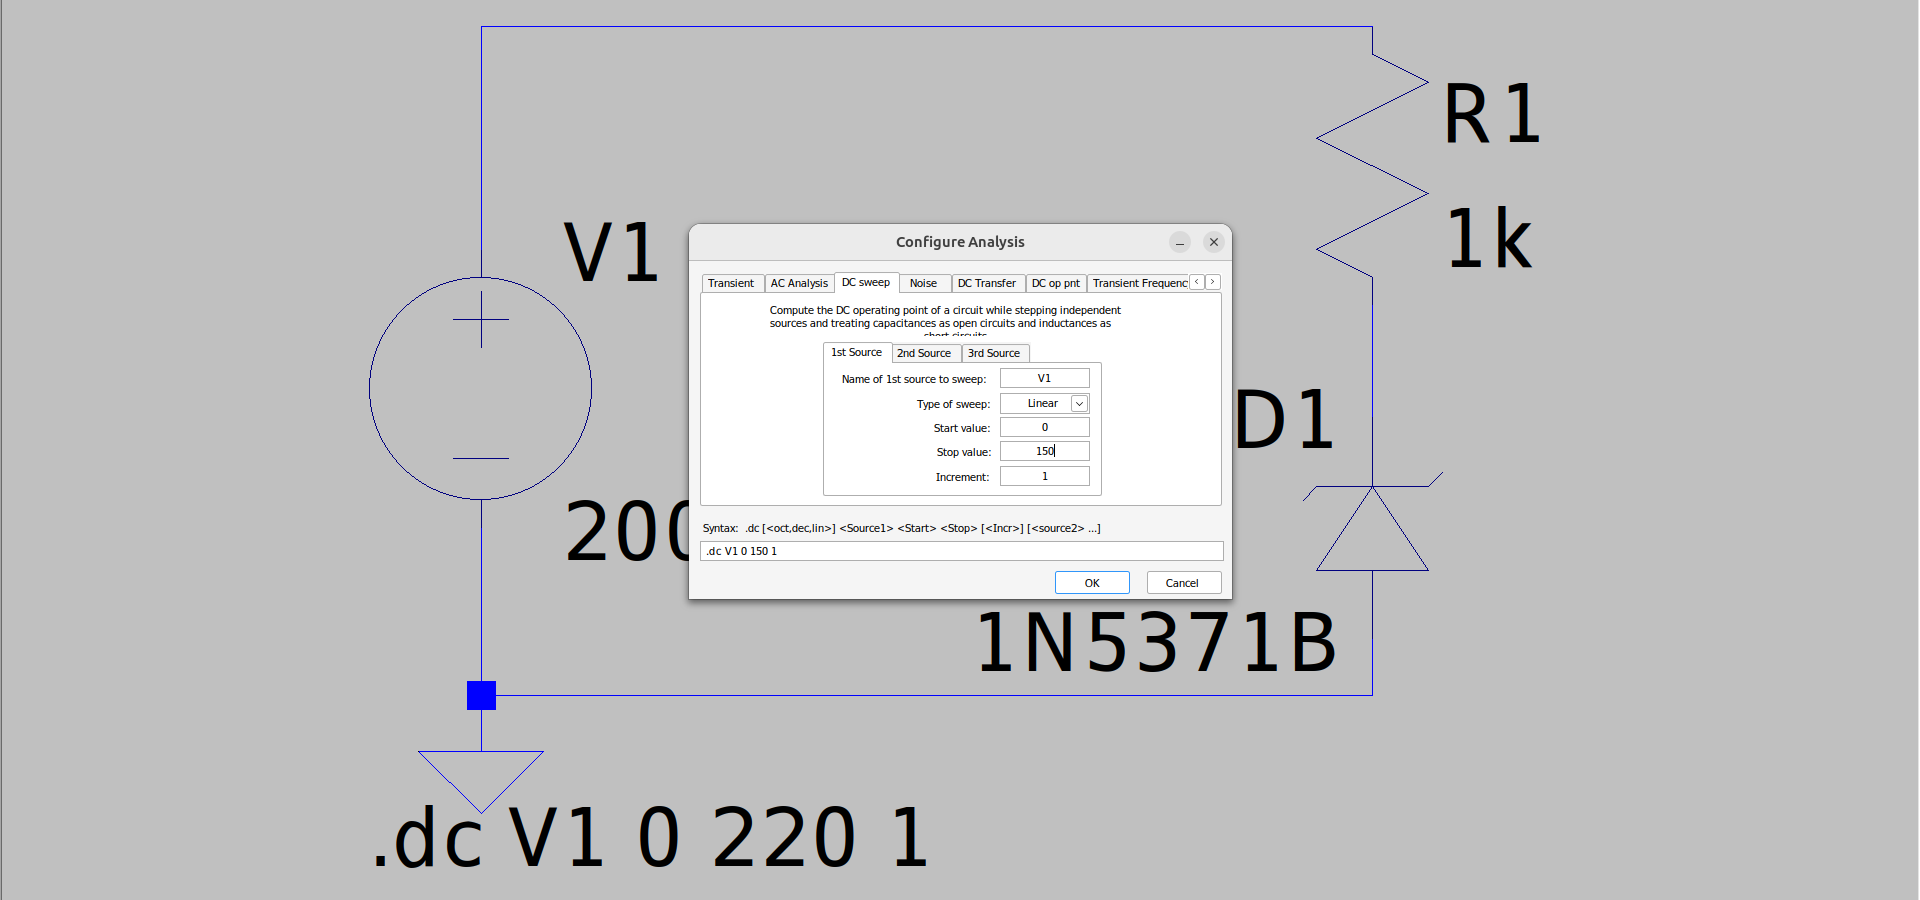 R1
1k
V1
200
Configure Analysis
Transient AC Analysis DC sweep Noise DC Transfer DC op pnt Transient Frequenc
Compute the DC operating point of a circuit while stepping independent
sources and treating capacitances as open circuits and inductances as
short circuits
1st Source 2nd Source 3rd Source
Name of 1st source to sweep: V1
Type of sweep: Linear
Start value: 0
Stop value: 150
Increment: 1
Syntax: .dc [<oct,dec,lin>] <Source1> <Start> <Stop> [<Incr>] [<source2> ...]
.dc V1 0 150 1
OK Cancel
D1
1N5371B
.dc V1 0 220 1